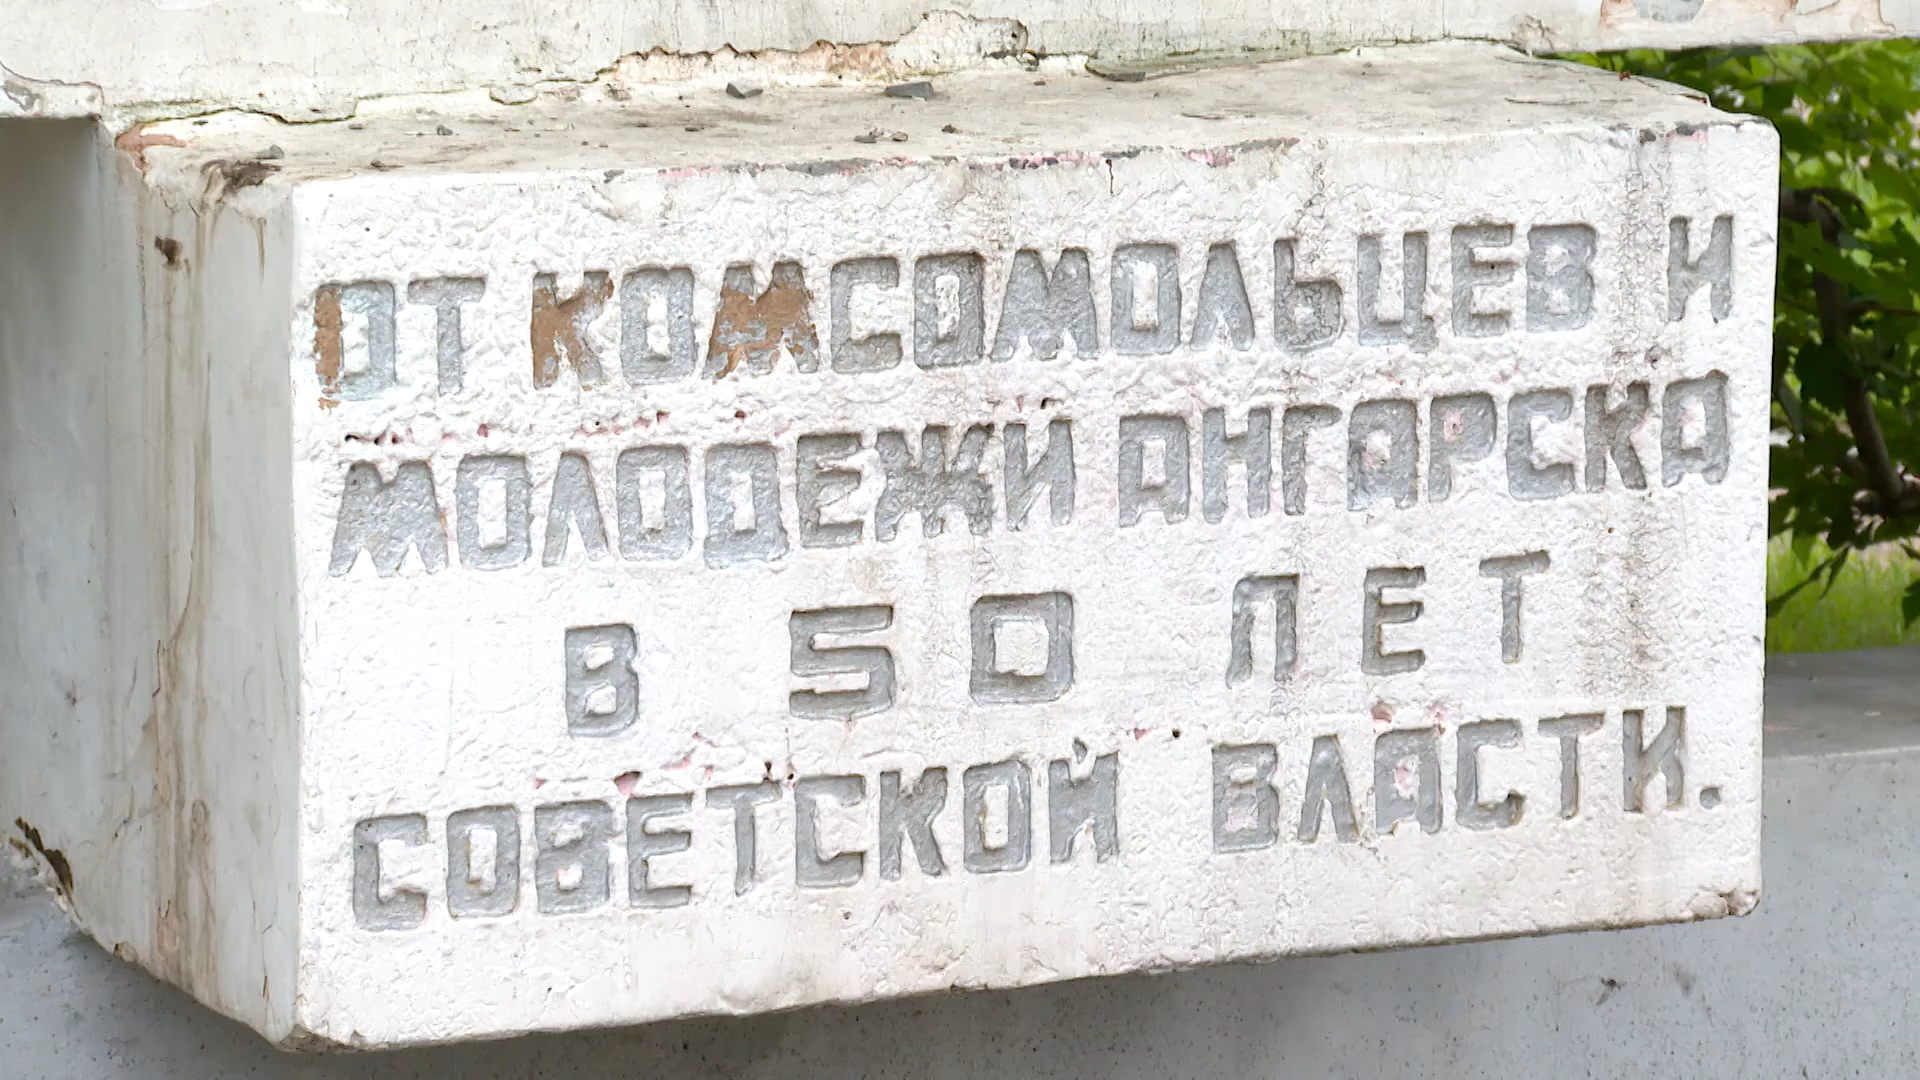 ОТ КОМСОМОЛЬЦЕВ И
МОЛОДЕЖИ АНГАРСКА
В 50 ЛЕТ
СОВЕТСКОЙ ВЛАСТИ.